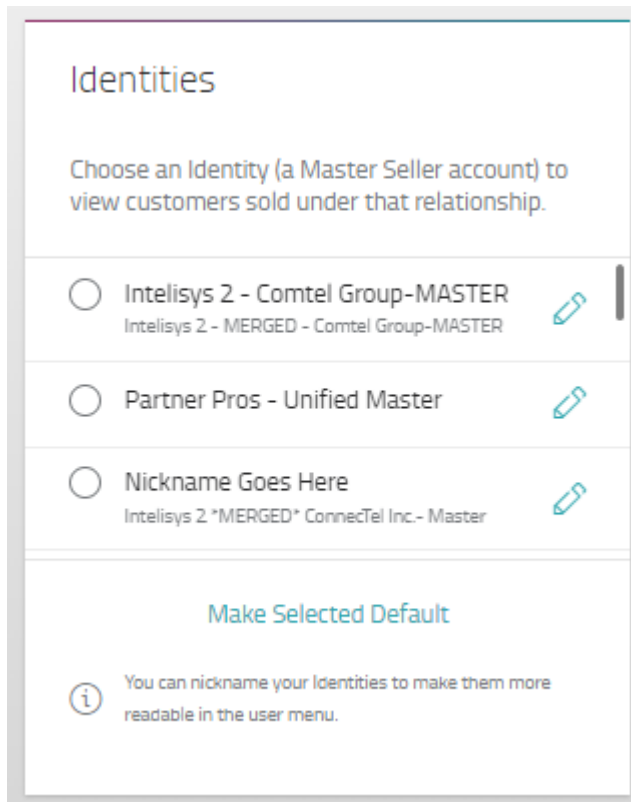 Identities
Choose an Identity (a Master Seller account) to
view customers sold under that relationship.
Intelisys 2 - Comtel Group-MASTER
Intelisys 2 - MERGED - Comtel Group-MASTER
Partner Pros - Unified Master
Nickname Goes Here
Intelisys 2 *MERGED* ConnecTel Inc.- Master
Make Selected Default
You can nickname your Identities to make them more
readable in the user menu.